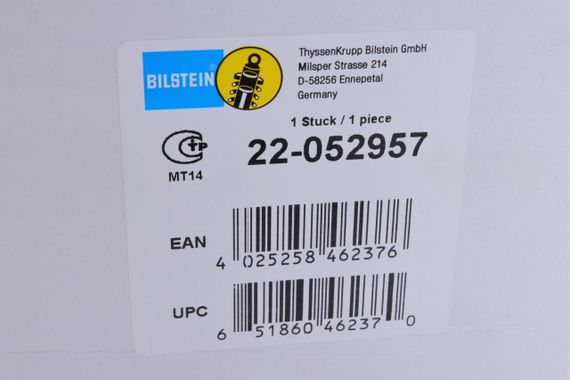 BILSTEIN
ThyssenKrupp Bilstein GmbH
Milsper Strasse 214
D-58256 Ennepetal
Germany
1 Stuck / 1 piece
22-052957
MT14
EAN
4 025258 462376
UPC
6 51860 46237 0